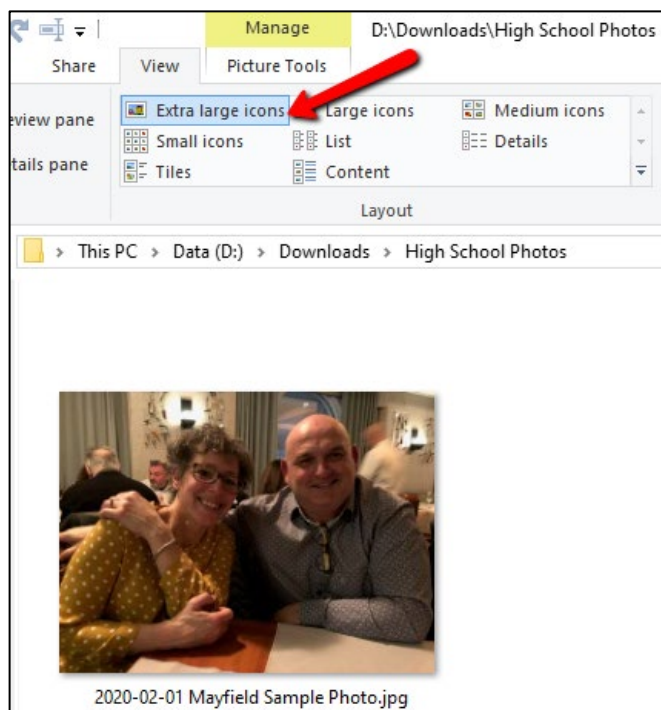 Manage D:\Downloads\High School Photos
Share View Picture Tools
Extra large icons Large icons Medium icons
eview pane
Small icons List Details
tails pane
Tiles Content
Layout
This PC > Data (D:) > Downloads > High School Photos
2020-02-01 Mayfield Sample Photo.jpg